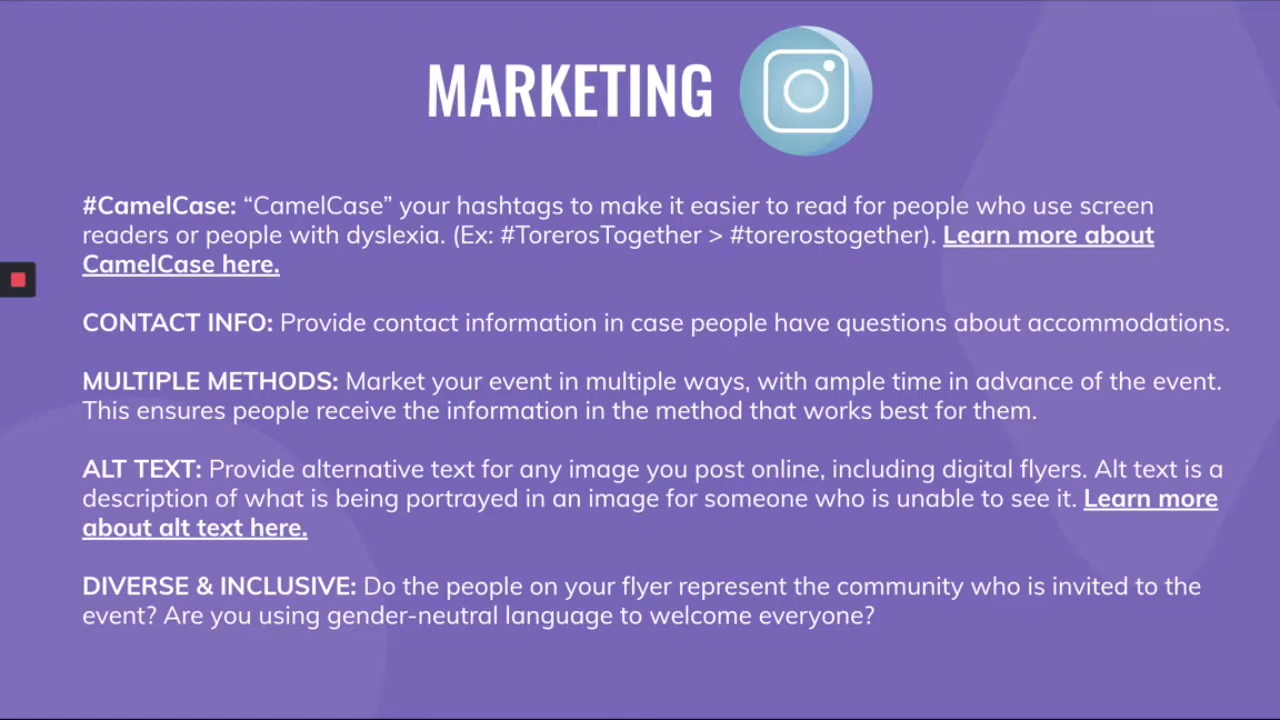 MARKETING
#CamelCase: “CamelCase” your hashtags to make it easier to read for people who use screen
readers or people with dyslexia. (Ex: #TorerosTogether > #torerostogether). Learn more about
CamelCase here.
CONTACT INFO: Provide contact information in case people have questions about accommodations.
MULTIPLE METHODS: Market your event in multiple ways, with ample time in advance of the event.
This ensures people receive the information in the method that works best for them.
ALT TEXT: Provide alternative text for any image you post online, including digital flyers. Alt text is a
description of what is being portrayed in an image for someone who is unable to see it. Learn more
about alt text here.
DIVERSE & INCLUSIVE: Do the people on your flyer represent the community who is invited to the
event? Are you using gender-neutral language to welcome everyone?